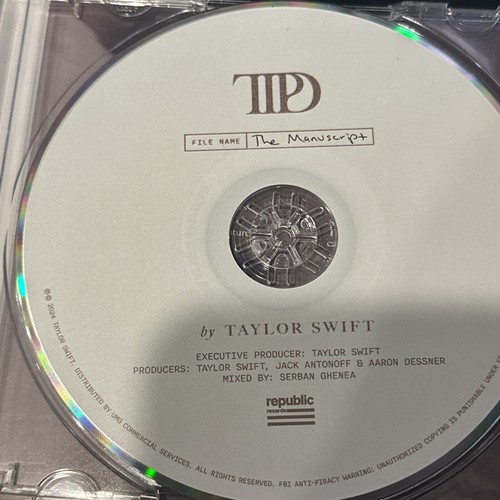 TTPD
FILE NAME The Manuscript
by TAYLOR SWIFT
EXECUTIVE PRODUCER: TAYLOR SWIFT
PRODUCERS: TAYLOR SWIFT, JACK ANTONOFF & AARON DESSNER
MIXED BY: SERBAN GHENEA
republic
records
℗© 2024 TAYLOR SWIFT. DISTRIBUTED BY UMG COMMERCIAL SERVICES. ALL RIGHTS RESERVED. FBI ANTI-PIRACY WARNING: UNAUTHORIZED COPYING IS PUNISHABLE UNDER